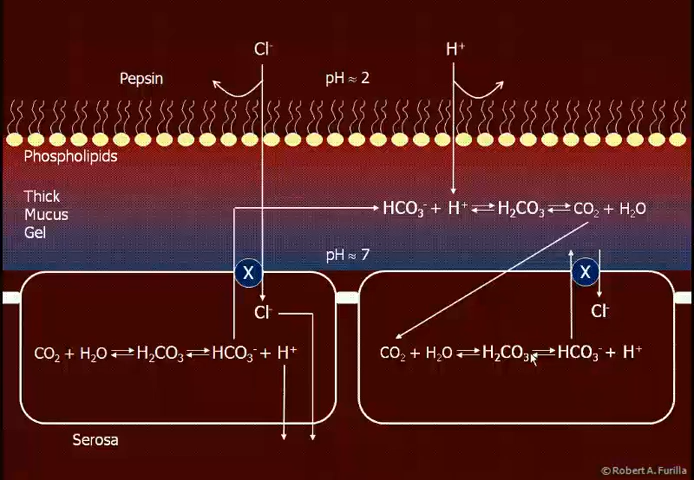 Cl⁻
H⁺
Pepsin
pH ≈ 2
Phospholipids
Thick
Mucus
Gel
HCO₃⁻ + H⁺ ⇌ H₂CO₃ ⇌ CO₂ + H₂O
pH ≈ 7
X
X
Cl⁻
Cl⁻
CO₂ + H₂O ⇌ H₂CO₃ ⇌ HCO₃⁻ + H⁺
CO₂ + H₂O ⇌ H₂CO₃ ⇌ HCO₃⁻ + H⁺
Serosa
© Robert A. Furilla